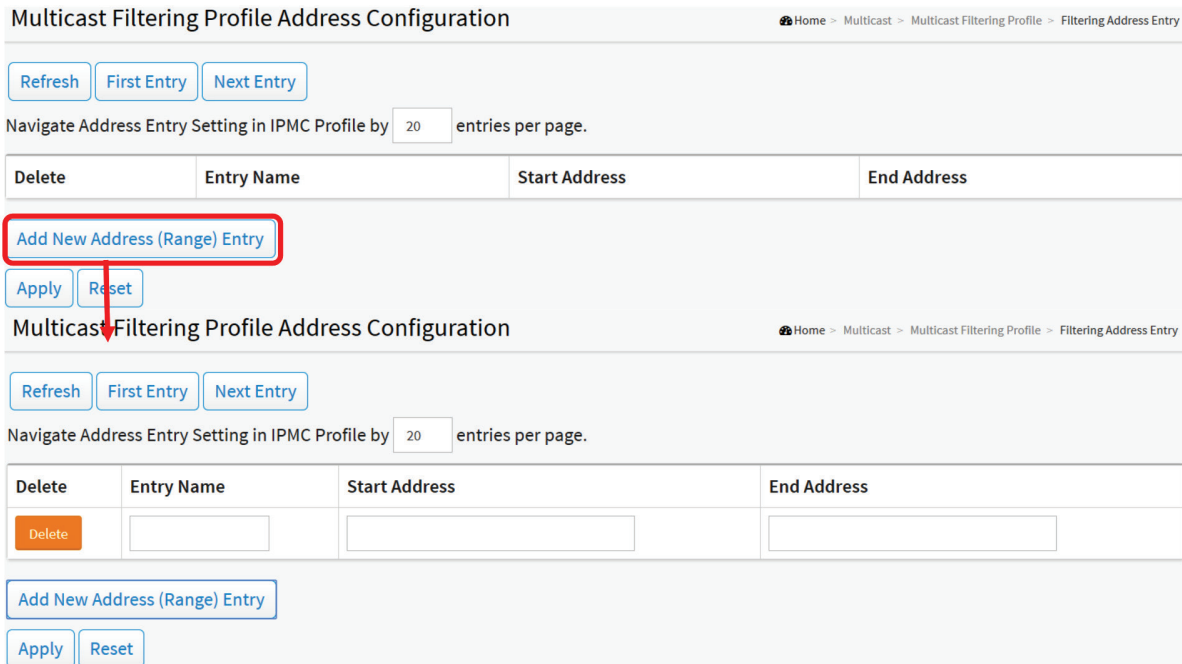 Multicast Filtering Profile Address Configuration
Home > Multicast > Multicast Filtering Profile > Filtering Address Entry
Refresh First Entry Next Entry
Navigate Address Entry Setting in IPMC Profile by 20 entries per page.
Delete Entry Name Start Address End Address
Add New Address (Range) Entry
Apply Reset
Multicast Filtering Profile Address Configuration
Home > Multicast > Multicast Filtering Profile > Filtering Address Entry
Refresh First Entry Next Entry
Navigate Address Entry Setting in IPMC Profile by 20 entries per page.
Delete Entry Name Start Address End Address
Delete
Add New Address (Range) Entry
Apply Reset